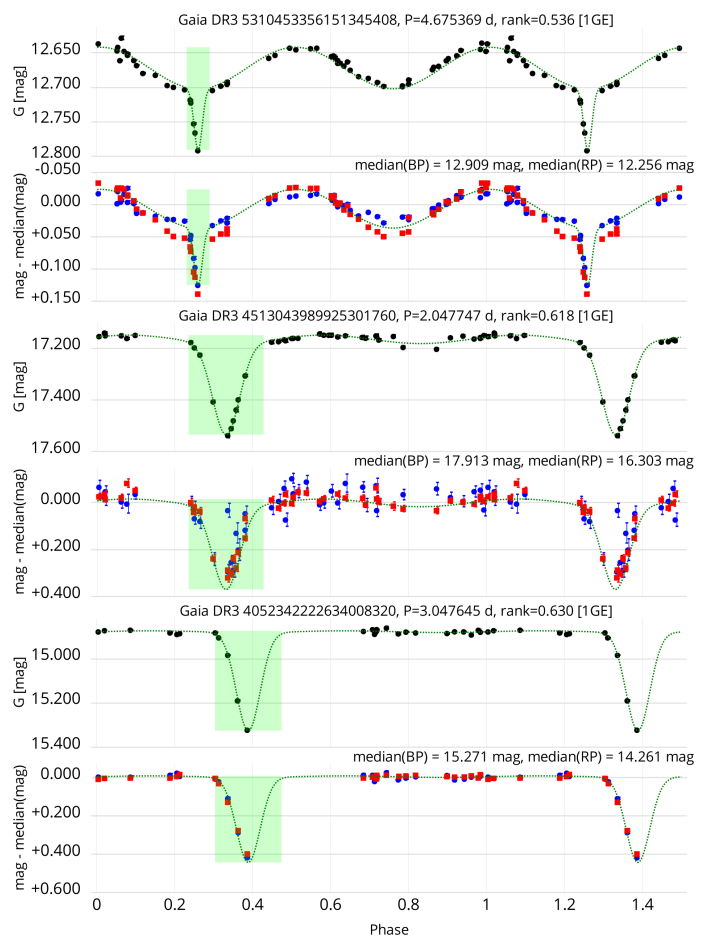 Gaia DR3 5310453356151345408, P=4.675369 d, rank=0.536 [1GE]
12.650
12.700
12.750
12.800
G [mag]
median(BP) = 12.909 mag, median(RP) = 12.256 mag
-0.050
0.000
+0.050
+0.100
+0.150
mag - median(mag)
Gaia DR3 4513043989925301760, P=2.047747 d, rank=0.618 [1GE]
17.200
17.400
17.600
G [mag]
median(BP) = 17.913 mag, median(RP) = 16.303 mag
0.000
+0.200
+0.400
mag - median(mag)
Gaia DR3 4052342222634008320, P=3.047645 d, rank=0.630 [1GE]
15.000
15.200
15.400
G [mag]
median(BP) = 15.271 mag, median(RP) = 14.261 mag
0.000
+0.200
+0.400
+0.600
mag - median(mag)
0 0.2 0.4 0.6 0.8 1 1.2 1.4
Phase